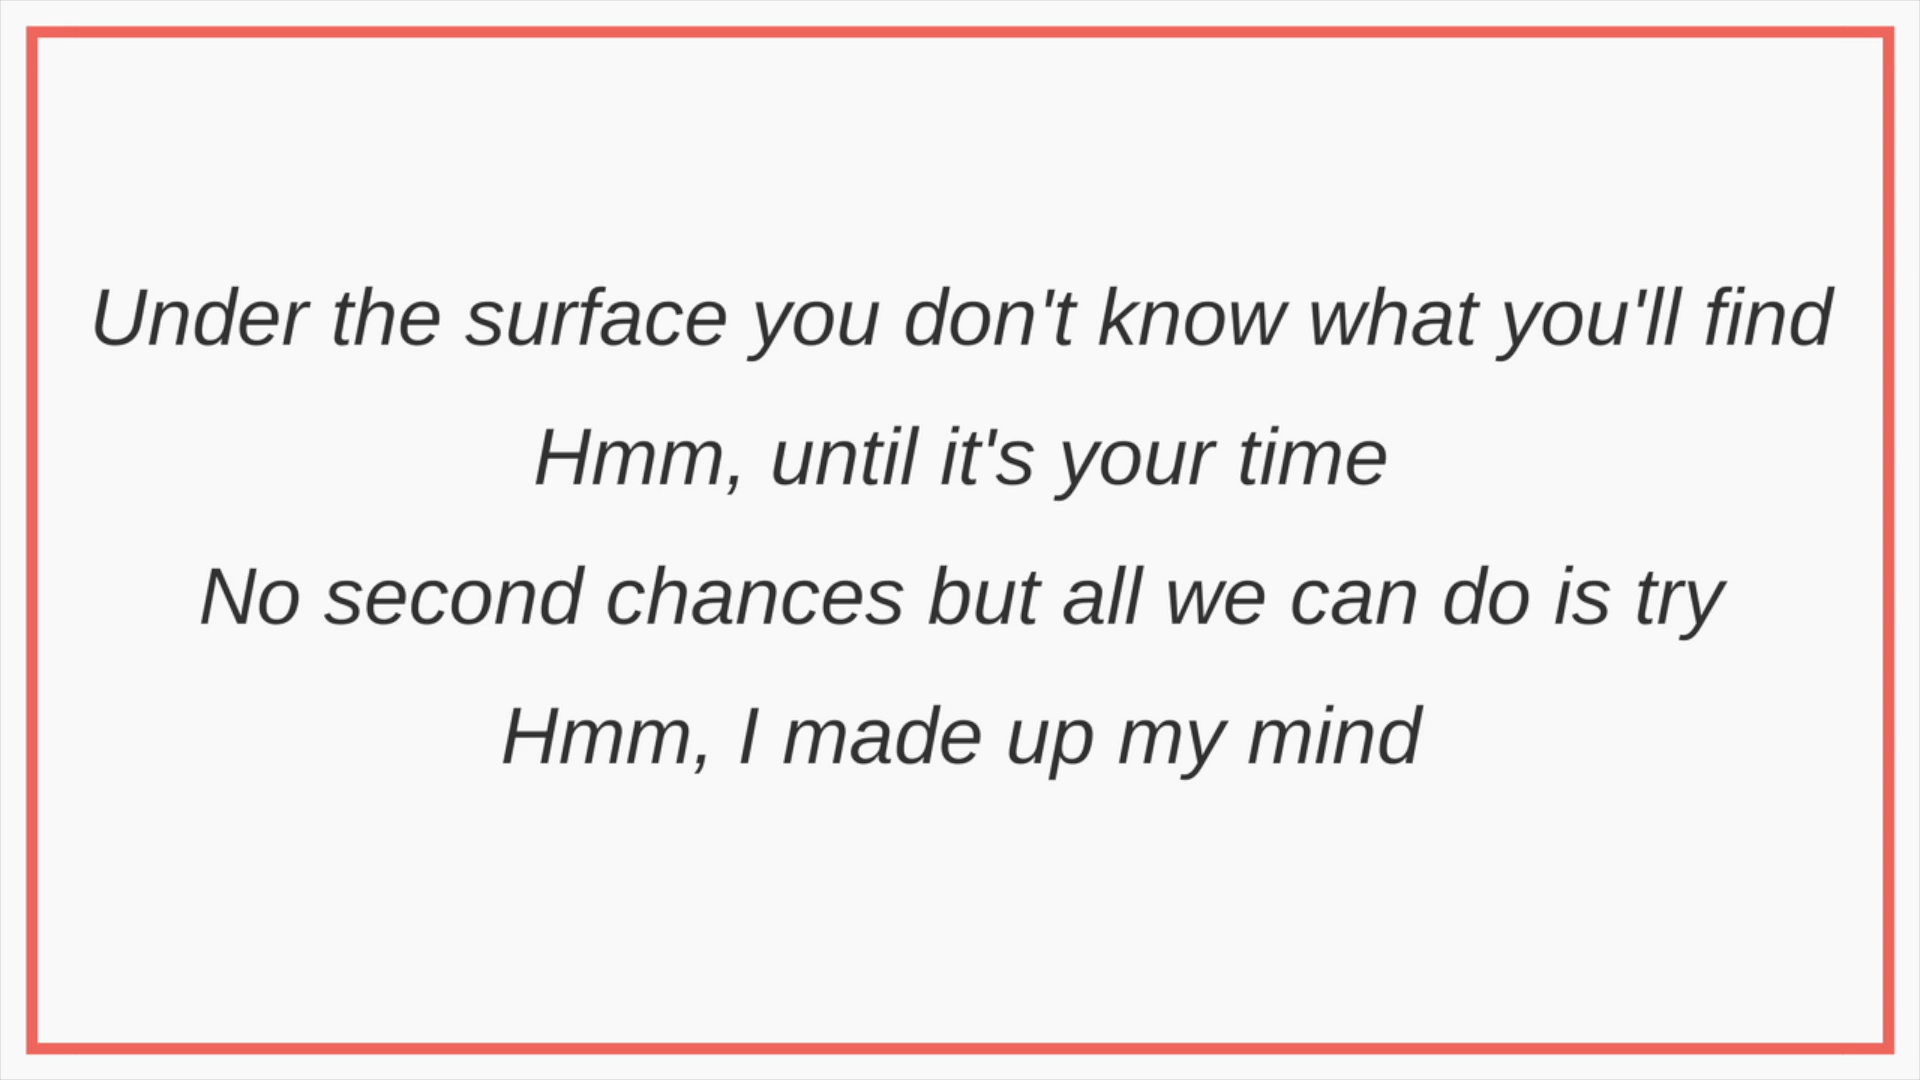 Under the surface you don't know what you'll find
Hmm, until it's your time
No second chances but all we can do is try
Hmm, I made up my mind